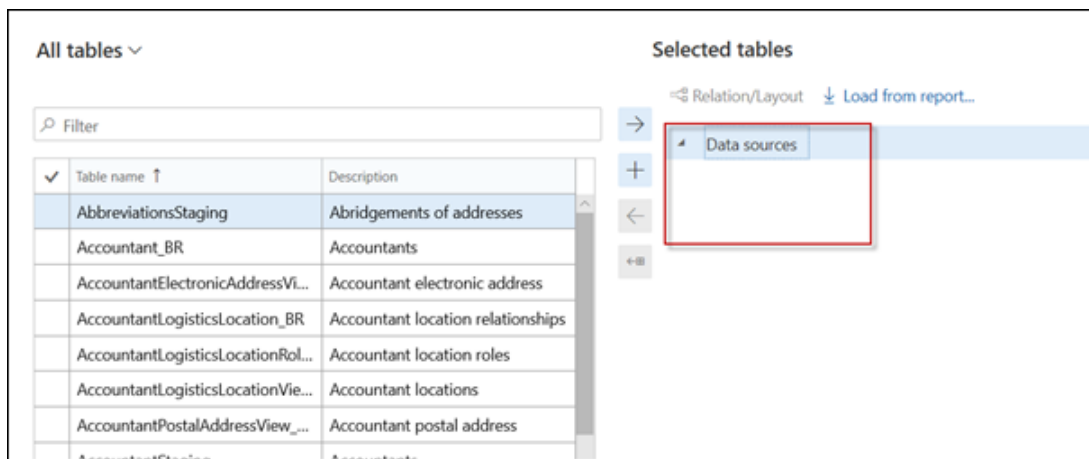 All tables
Selected tables
Relation/Layout Load from report...
Filter
Data sources
Table name ↑ Description
AbbreviationsStaging Abridgements of addresses
Accountant_BR Accountants
AccountantElectronicAddressVi... Accountant electronic address
AccountantLogisticsLocation_BR Accountant location relationships
AccountantLogisticsLocationRol... Accountant location roles
AccountantLogisticsLocationVie... Accountant locations
AccountantPostalAddressView_... Accountant postal address
AccountantStaging Accountants